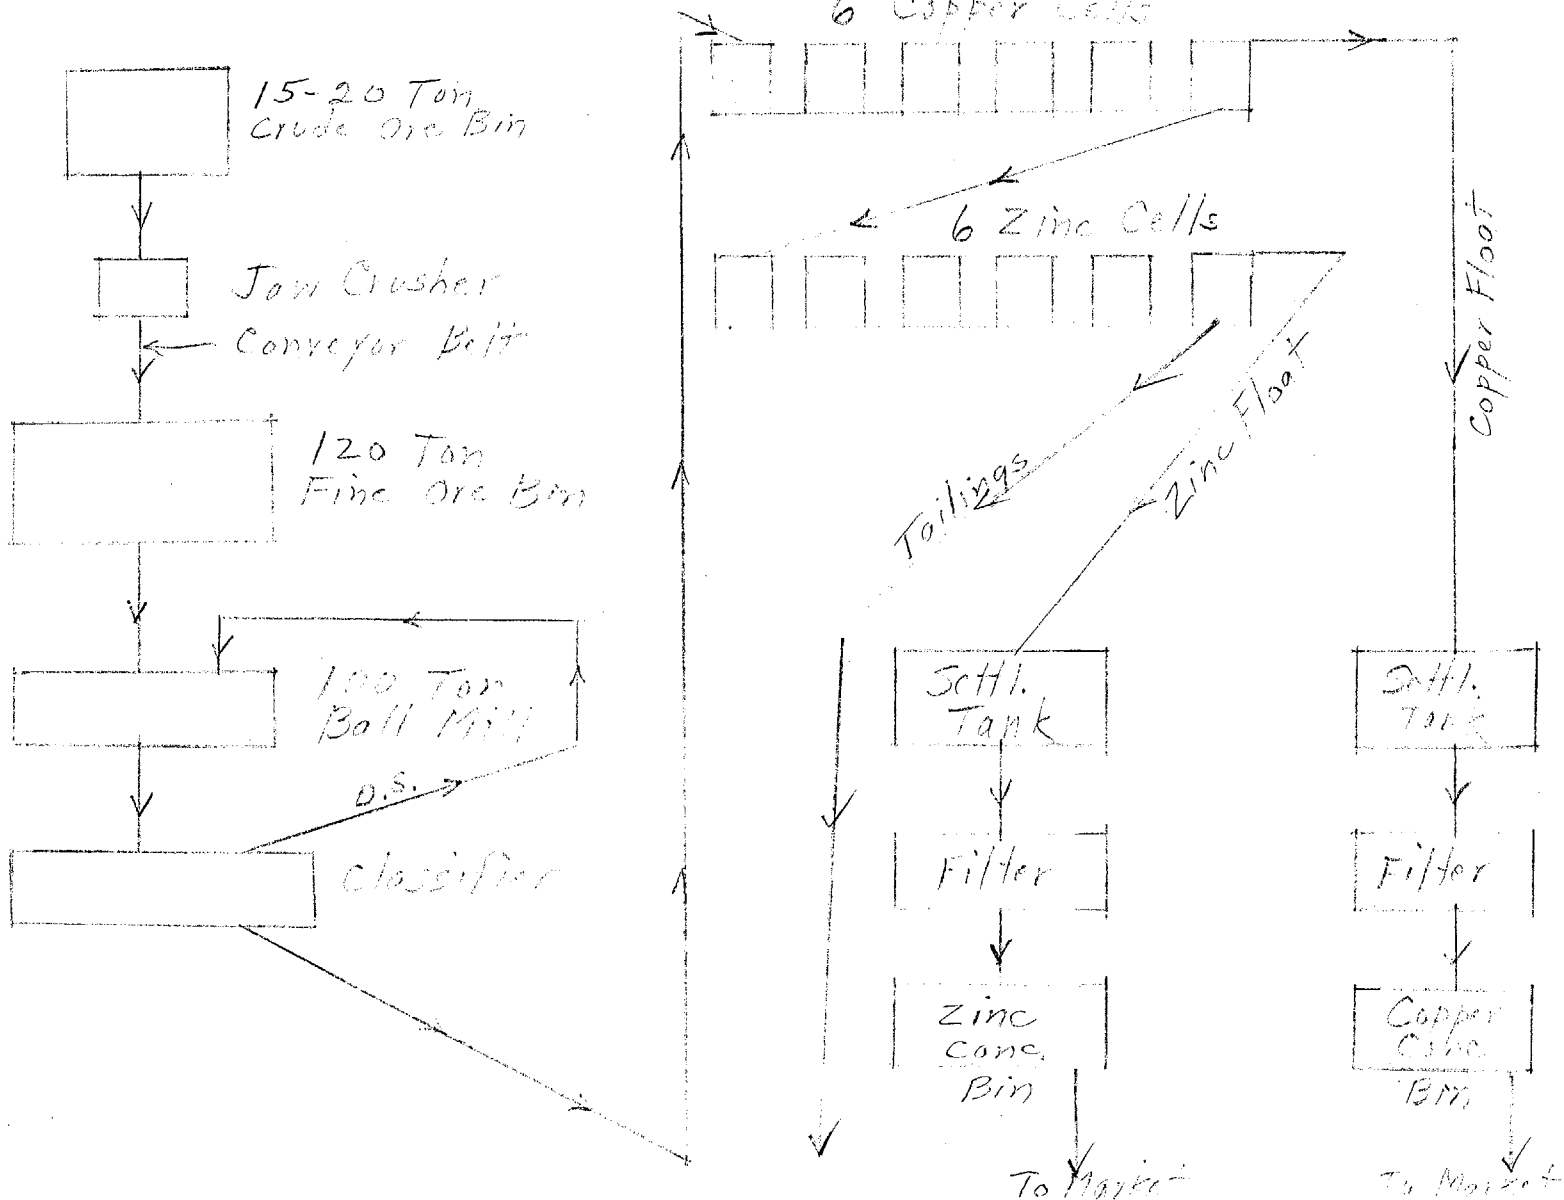 15-20 Ton
Crude Ore Bin
Jaw Crusher
Conveyor Belt
120 Ton
Fine Ore Bin
100 Ton
Ball Mill
O.S.
Classifier
6 Copper Cells
6 Zinc Cells
Tailings
Zinc Float
Copper Float
Settl.
Tank
Filter
Zinc
Conc.
Bin
To Market
Settl.
Tank
Filter
Copper
Conc.
Bin
To Market